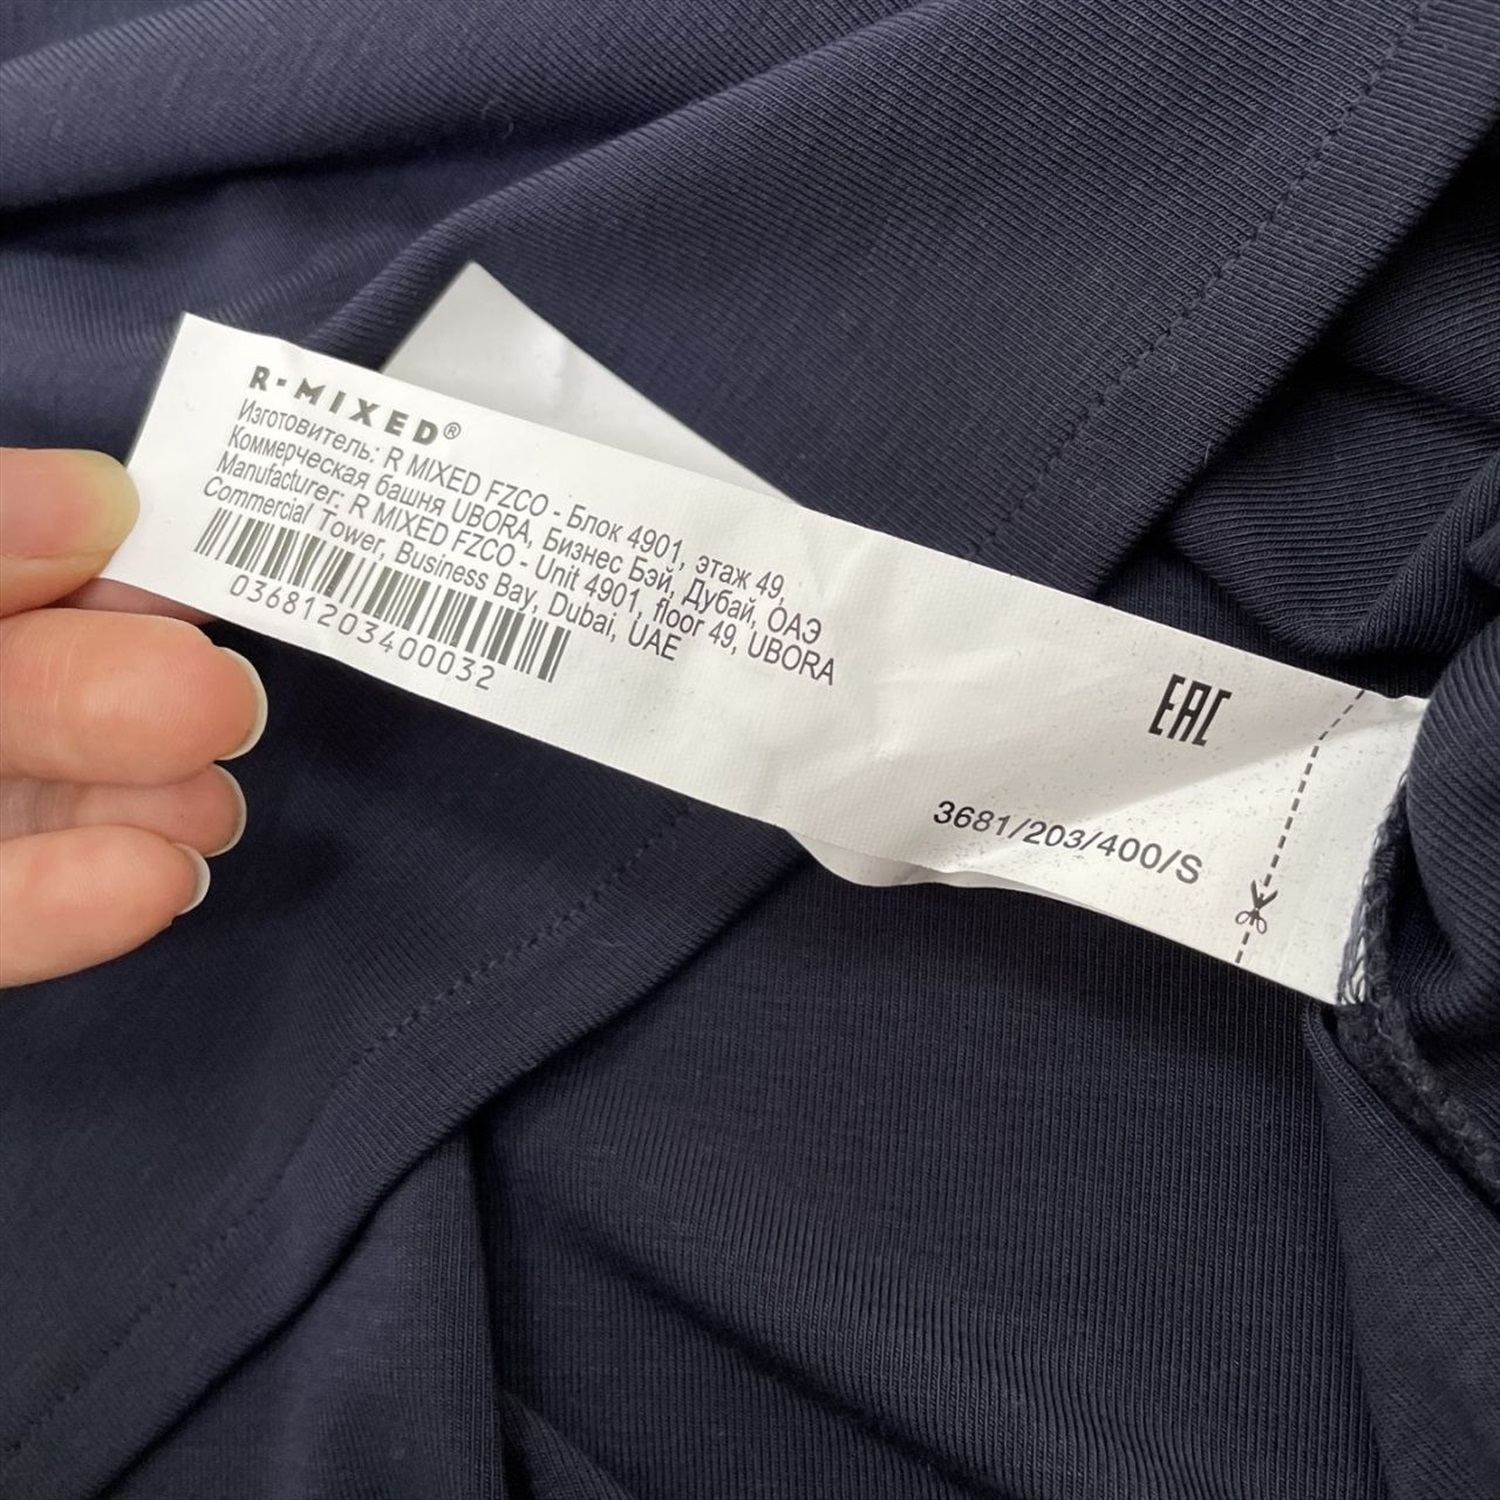 R-MIXED®
Изготовитель: R MIXED FZCO - Блок 4901, этаж 49,
Коммерческая башня UBORA, Бизнес Бэй, Дубай, ОАЭ
Manufacturer: R MIXED FZCO - Unit 4901, floor 49, UBORA
Commercial Tower, Business Bay, Dubai, UAE
03681203400032
EAC
3681/203/400/S